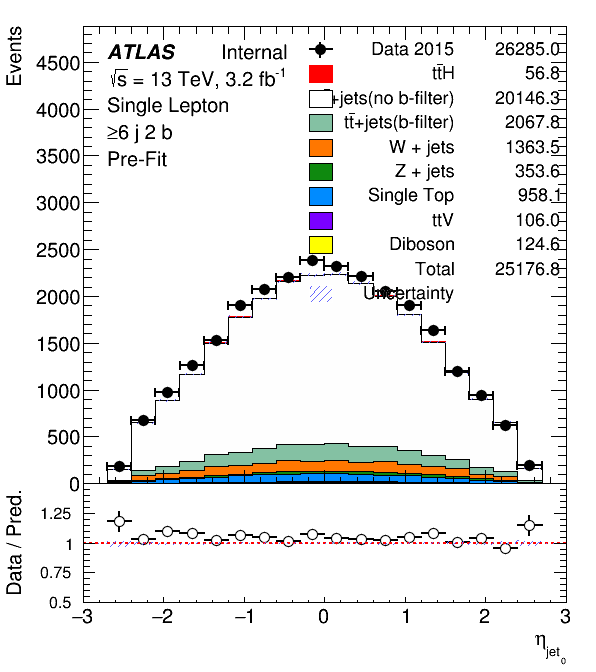 Events
4500
4000
3500
3000
2500
2000
1500
1000
500
0
ATLAS Internal
√s = 13 TeV, 3.2 fb⁻¹
Single Lepton
≥6 j 2 b
Pre-Fit
Data 2015 26285.0
tt̄H 56.8
+jets(no b-filter) 20146.3
tt̄+jets(b-filter) 2067.8
W + jets 1363.5
Z + jets 353.6
Single Top 958.1
ttV 106.0
Diboson 124.6
Total 25176.8
Uncertainty
Data / Pred.
1.25
1
0.75
0.5
−3 −2 −1 0 1 2 3
η_jet_0